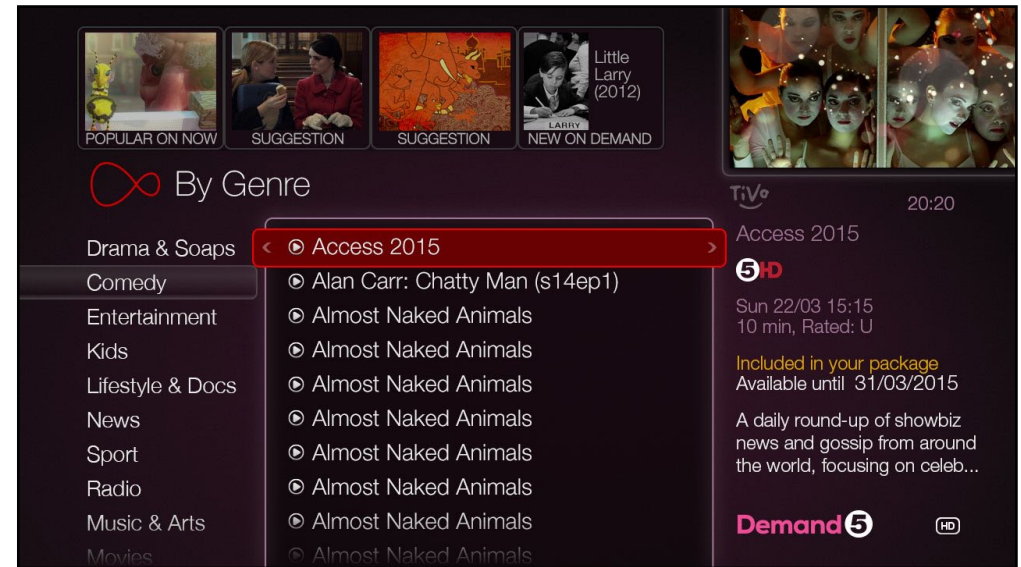 Little
Larry
(2012)
LARRY
POPULAR ON NOW
SUGGESTION
SUGGESTION
NEW ON DEMAND
By Genre
TiVo
20:20
Drama & Soaps
Comedy
Entertainment
Kids
Lifestyle & Docs
News
Sport
Radio
Music & Arts
Movies
Access 2015
Alan Carr: Chatty Man (s14ep1)
Almost Naked Animals
Almost Naked Animals
Almost Naked Animals
Almost Naked Animals
Almost Naked Animals
Almost Naked Animals
Almost Naked Animals
Almost Naked Animals
Access 2015
5HD
Sun 22/03 15:15
10 min, Rated: U
Included in your package
Available until 31/03/2015
A daily round-up of showbiz
news and gossip from around
the world, focusing on celeb...
Demand 5
HD